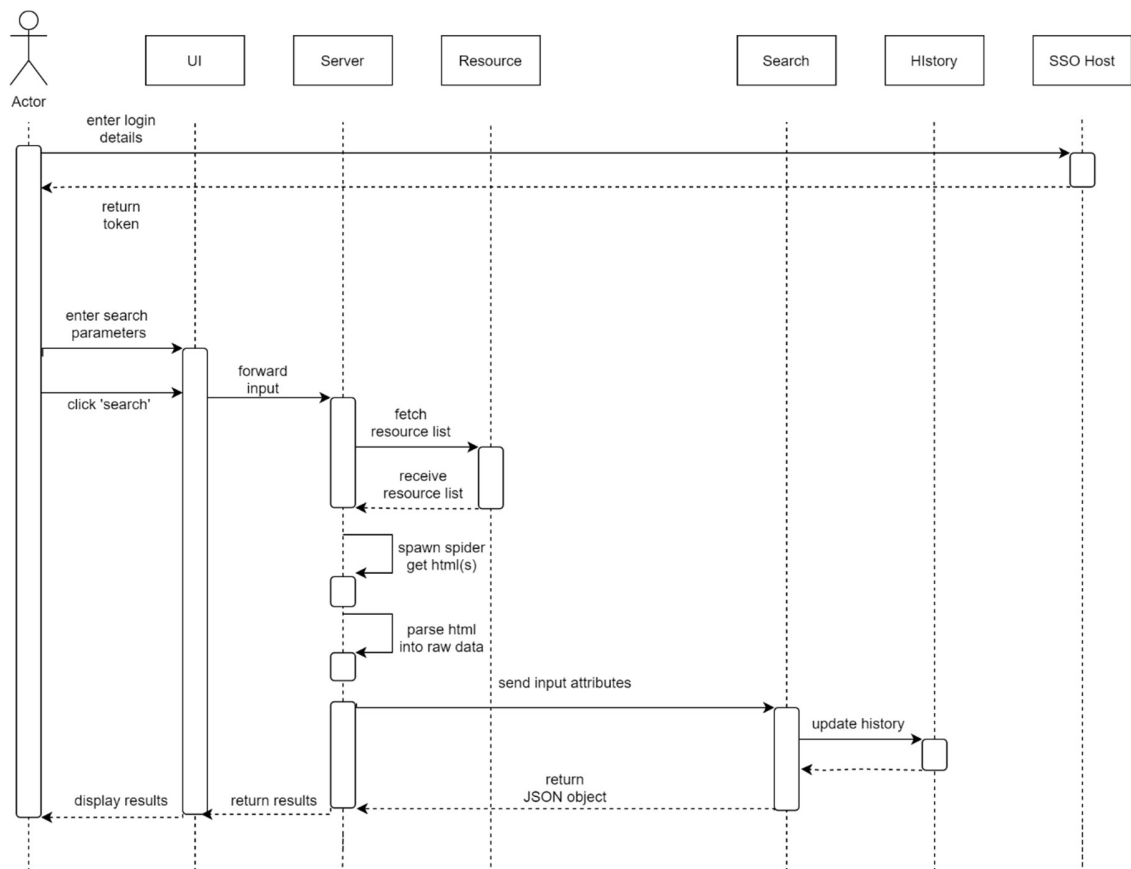 UI
Server
Resource
Search
HIstory
SSO Host
Actor
enter login
details
return
token
enter search
parameters
click 'search'
forward
input
fetch
resource list
receive
resource list
spawn spider
get html(s)
parse html
into raw data
send input attributes
update history
return
JSON object
return results
display results